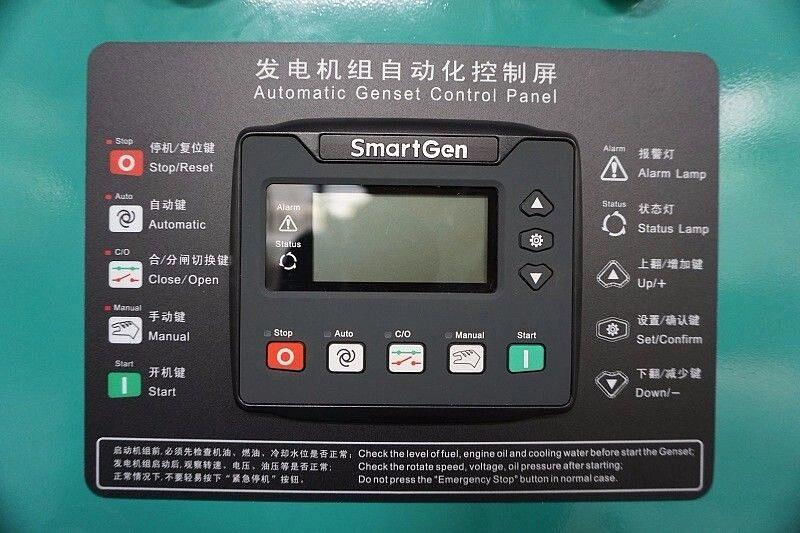 发电机组自动化控制屏
Automatic Genset Control Panel
SmartGen
Stop
停机/复位键
Stop/Reset
Auto
自动键
Automatic
C/O
合/分闸切换键
Close/Open
Manual
手动键
Manual
Start
开机键
Start
Alarm
Status
Stop
Auto
C/O
Manual
Start
Alarm
报警灯
Alarm Lamp
Status
状态灯
Status Lamp
上翻/增加键
Up/+
设置/确认键
Set/Confirm
下翻/减少键
Down/−
启动机组前,必须先检查机油、燃油、冷却水位是否正常; Check the level of fuel, engine oil and cooling water before start the Genset;
发电机组启动后,观察转速、电压、油压等是否正常; Check the rotate speed, voltage, oil pressure after starting;
正常情况下,不要轻易按下“紧急停机”按钮。 Do not press the "Emergency Stop" button in normal case.